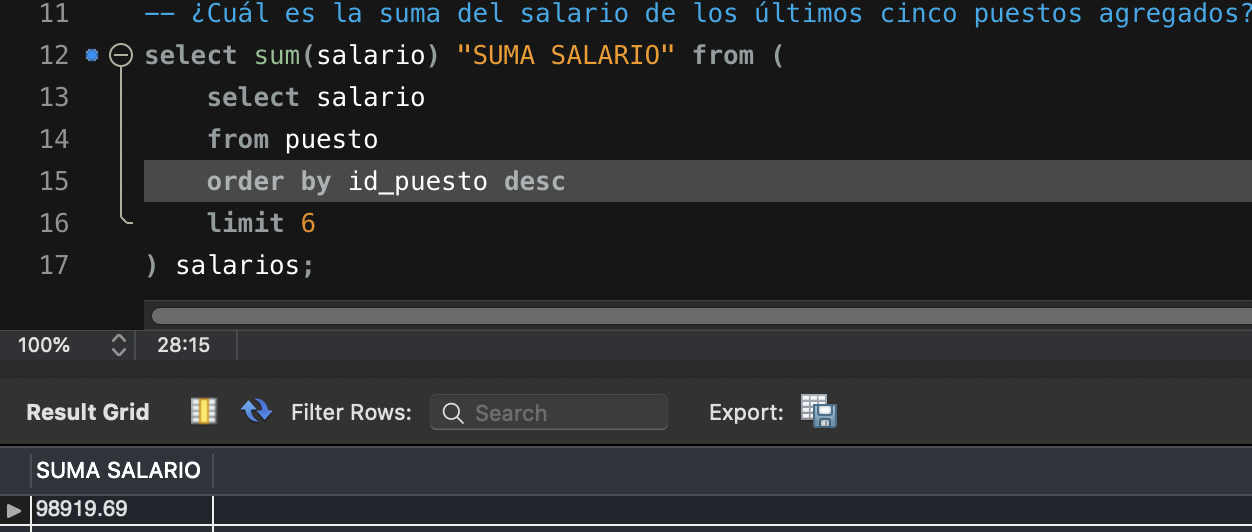 11 -- ¿Cuál es la suma del salario de los últimos cinco puestos agregados?
12 select sum(salario) "SUMA SALARIO" from (
13 select salario
14 from puesto
15 order by id_puesto desc
16 limit 6
17 ) salarios;
100% 28:15
Result Grid Filter Rows: Search Export:
SUMA SALARIO
98919.69